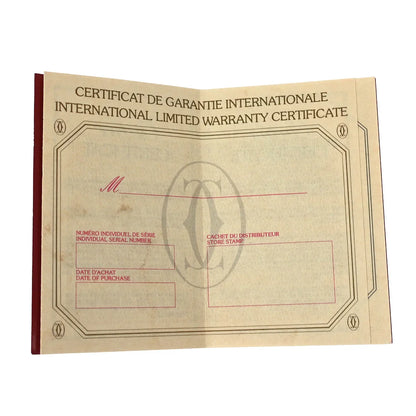 CERTIFICAT DE GARANTIE INTERNATIONALE
INTERNATIONAL LIMITED WARRANTY CERTIFICATE
M
NUMÉRO INDIVIDUEL DE SÉRIE
INDIVIDUAL SERIAL NUMBER
CACHET DU DISTRIBUTEUR
STORE STAMP
DATE D'ACHAT
DATE OF PURCHASE